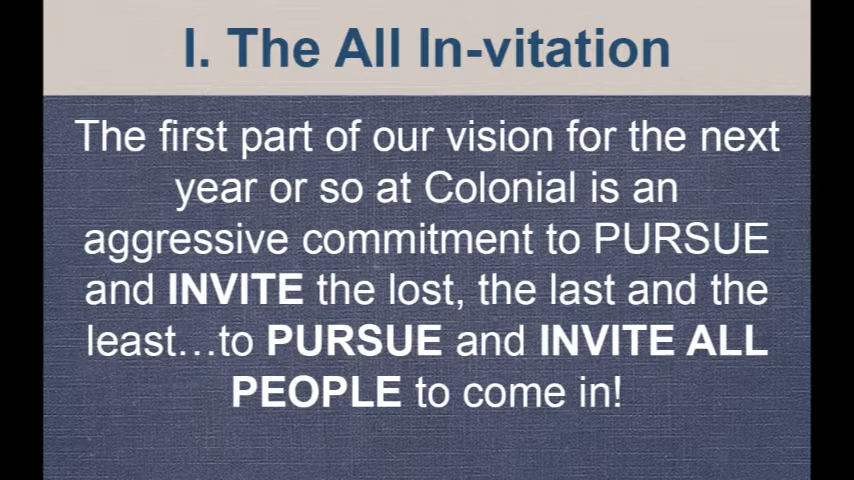 I. The All In-vitation
The first part of our vision for the next
year or so at Colonial is an
aggressive commitment to PURSUE
and INVITE the lost, the last and the
least…to PURSUE and INVITE ALL
PEOPLE to come in!